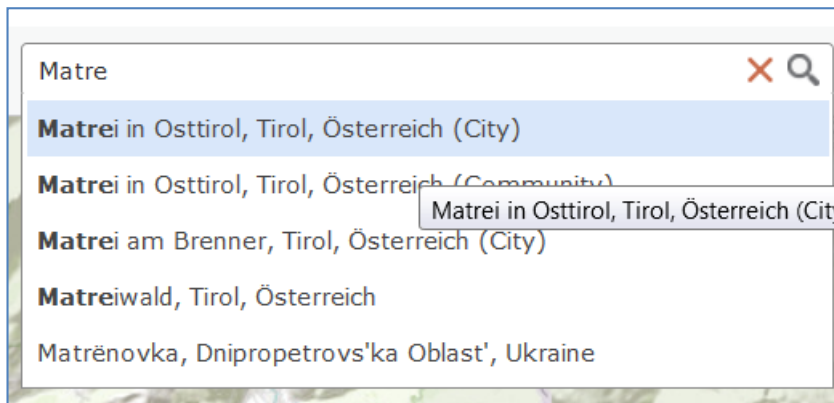 Matre
Matrei in Osttirol, Tirol, Österreich (City)
Matrei in Osttirol, Tirol, Österreich (Community)
Matrei in Osttirol, Tirol, Österreich (Cit
Matrei am Brenner, Tirol, Österreich (City)
Matreiwald, Tirol, Österreich
Matrënovka, Dnipropetrovs'ka Oblast', Ukraine